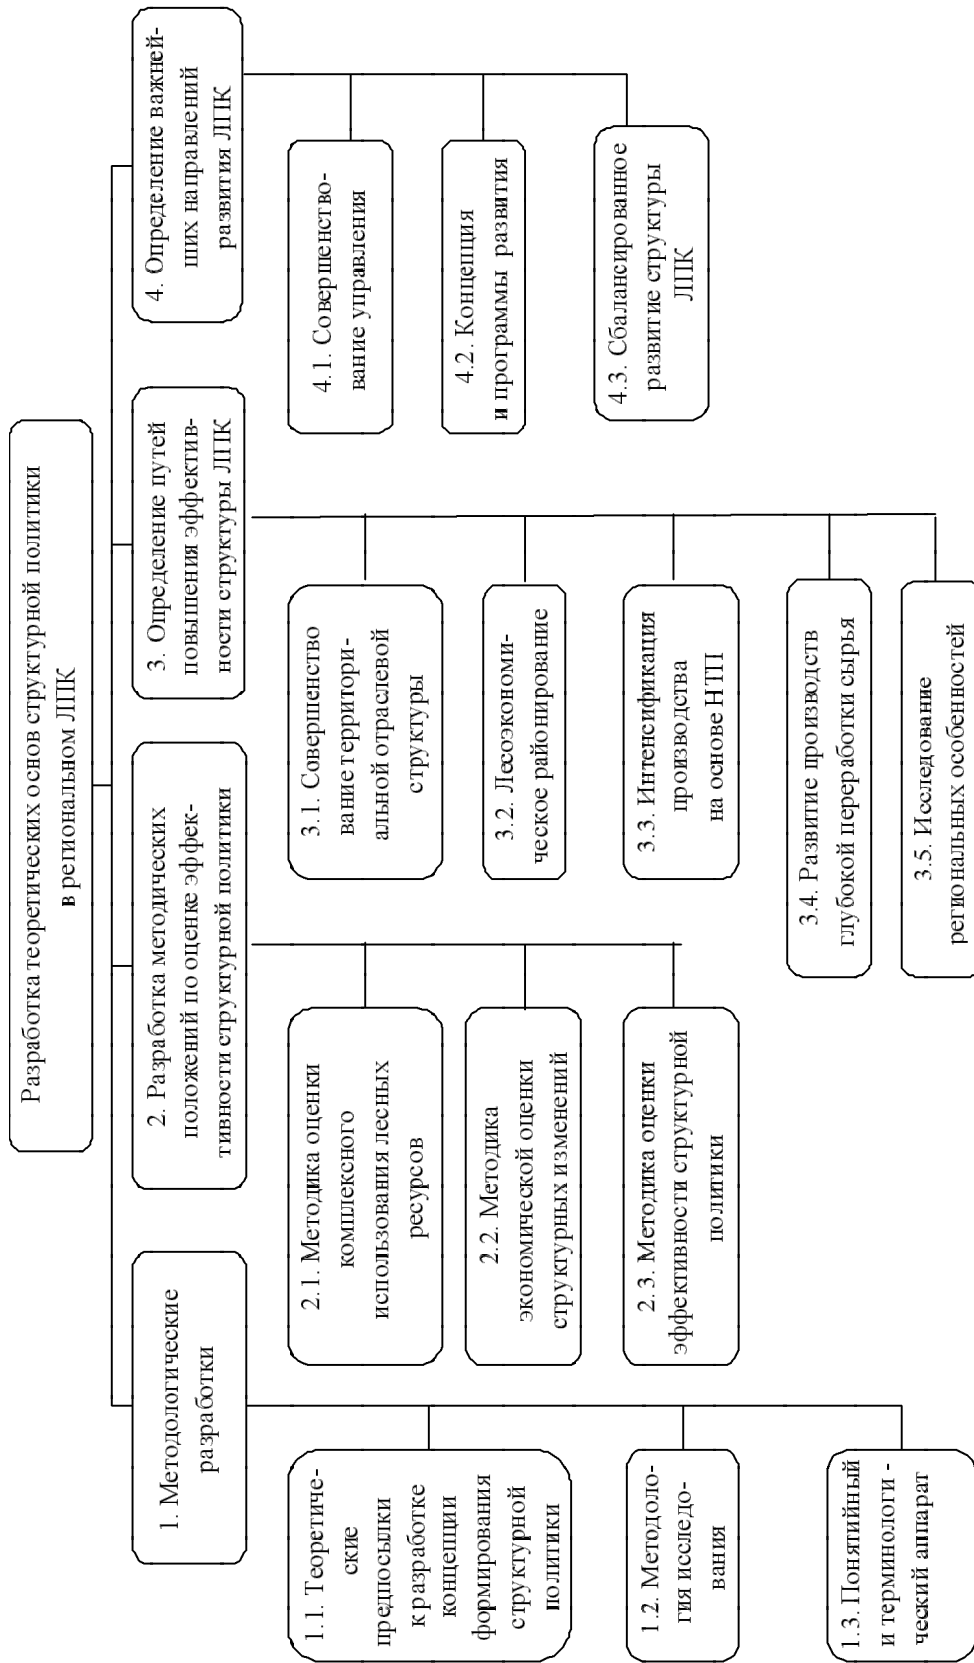 Разработка теоретических основ структурной политики
в региональном ЛПК
1. Методологические
разработки
1.1. Теоретиче-
ские
предпосылки
к разработке
концепции
формирования
структурной
политики
1.2. Методоло-
гия исследо-
вания
1.3. Понятийный
и терминологи -
ческий аппарат
2. Разработка методических
положений по оценке эффек-
тивности структурной политики
2.1. Методика оценки
комплексного
использования лесных
ресурсов
2.2. Методика
экономической оценки
структурных изменений
2.3. Методика оценки
эффективности структурной
политики
3. Определение путей
повышения эффектив-
ности структуры ЛПК
3.1. Совершенство
вание территори-
альной отраслевой
структуры
3.2. Лесоэкономи-
ческое районирование
3.3. Интенсификация
производства
на основе НТП
3.4. Развитие производств
глубокой переработки сырья
3.5. Исследование
региональных особенностей
4. Определение важней-
ших направлений
развития ЛПК
4.1. Совершенство-
вание управления
4.2. Концепция
и программы развития
4.3. Сбалансированное
развитие структуры
ЛПК